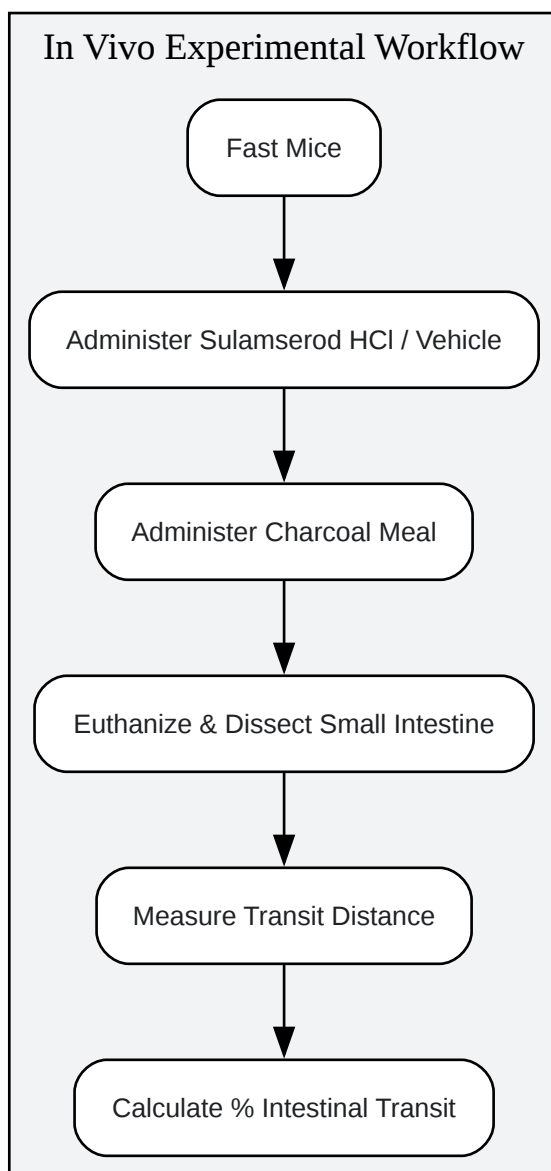 In Vivo Experimental Workflow
Fast Mice
Administer Sulamserod HCl / Vehicle
Administer Charcoal Meal
Euthanize & Dissect Small Intestine
Measure Transit Distance
Calculate % Intestinal Transit